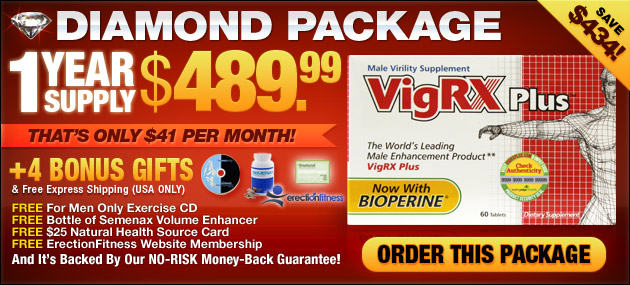 DIAMOND PACKAGE
SAVE
$434!
1 YEAR
SUPPLY
$489.99
THAT'S ONLY $41 PER MONTH!
+4 BONUS GIFTS
& Free Express Shipping (USA ONLY)
erectionfitness
FREE For Men Only Exercise CD
FREE Bottle of Semenax Volume Enhancer
FREE $25 Natural Health Source Card
FREE ErectionFitness Website Membership
And It's Backed By Our NO-RISK Money-Back Guarantee!
Male Virility Supplement
VigRX Plus
The World's Leading
Male Enhancement Product**
VigRX Plus
Now With
BIOPERINE
60 Tablets
Check
Authenticity
Dietary Supplement
ORDER THIS PACKAGE